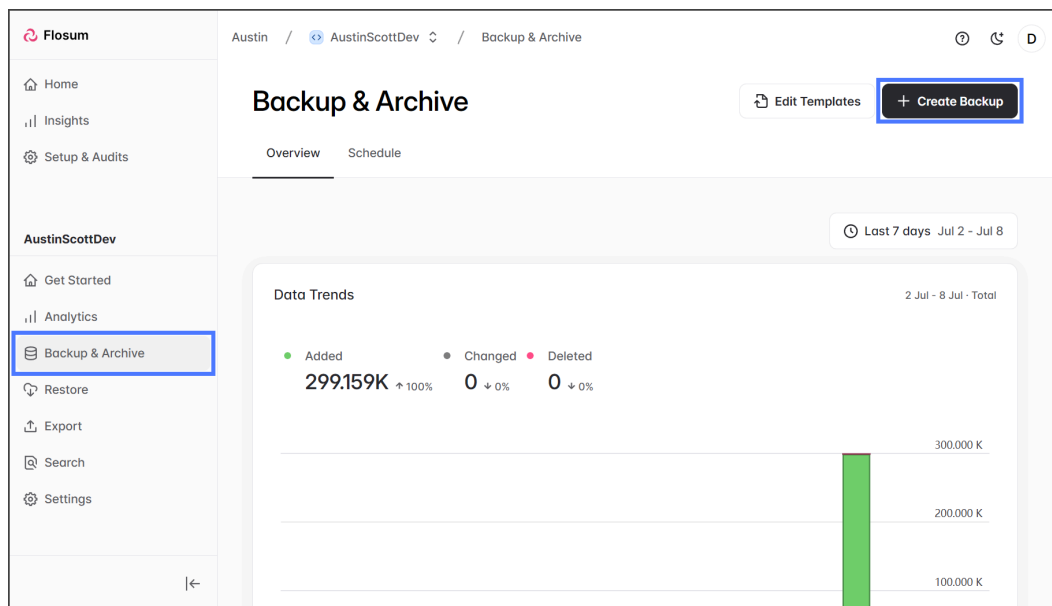 Flosum
Austin / AustinScottDev / Backup & Archive
D
Home
Insights
Setup & Audits
AustinScottDev
Get Started
Analytics
Backup & Archive
Restore
Export
Search
Settings
Backup & Archive
Edit Templates
+ Create Backup
Overview Schedule
Last 7 days Jul 2 - Jul 8
Data Trends
2 Jul - 8 Jul · Total
Added Changed Deleted
299.159K ↑ 100% 0 ↓ 0% 0 ↓ 0%
300.000 K
200.000 K
100.000 K